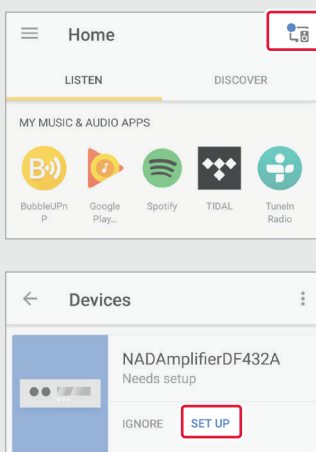 Home
LISTEN DISCOVER
MY MUSIC & AUDIO APPS
B
BubbleUPn Google Spotify TIDAL TuneIn
P Play... Radio
Devices
NADAmplifierDF432A
Needs setup
IGNORE SET UP